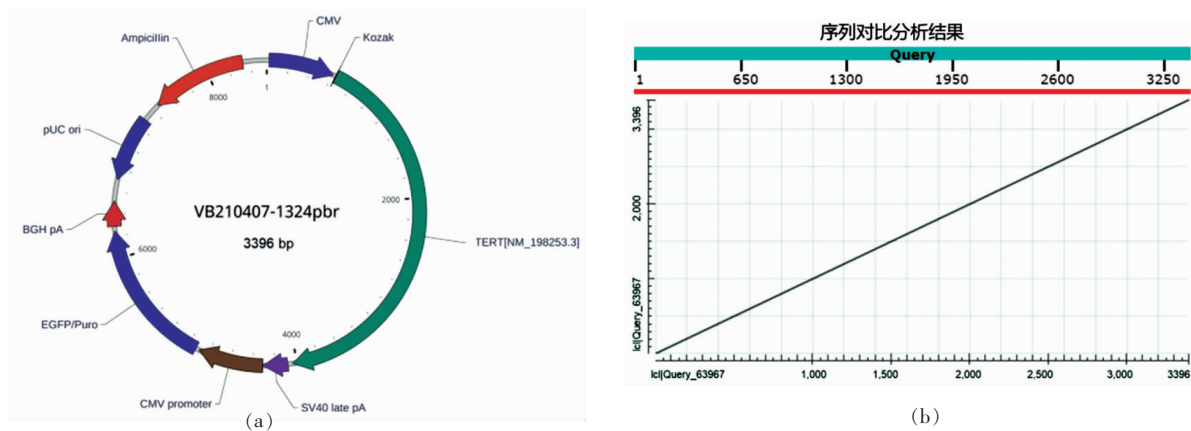 CMV
Kozak
Ampicillin
8000
1
pUC ori
2000
VB210407-1324pbr
3396 bp
BGH pA
6000
TERT[NM_198253.3]
EGFP/Puro
4000
CMV promoter
SV40 late pA
(a)
序列对比分析结果
Query
1 650 1300 1950 2600 3250
3,396
2,000
lcl|Query_63967
lcl|Query_63967 1,000 1,500 2,000 2,500 3,000 3396
(b)